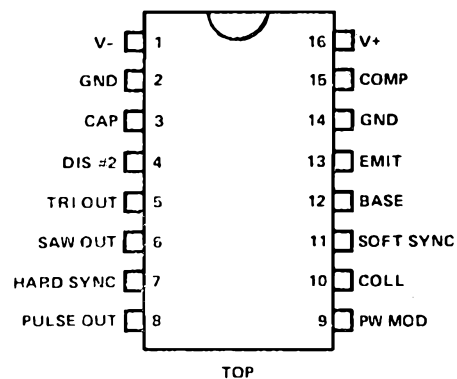 V- 1 16 V+
GND 2 15 COMP
CAP 3 14 GND
DIS #2 4 13 EMIT
TRI OUT 5 12 BASE
SAW OUT 6 11 SOFT SYNC
HARD SYNC 7 10 COLL
PULSE OUT 8 9 PW MOD
TOP